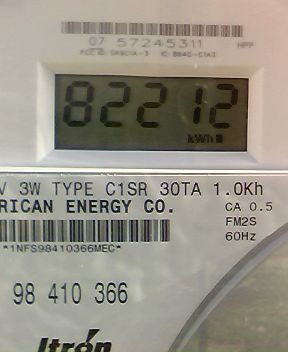 07 57245311
82212
kWh
V 3W TYPE C1SR 30TA 1.0Kh
RICAN ENERGY CO.
CA 0.5
FM2S
60Hz
*1NFS98410366MEC*
98 410 366
Itrón